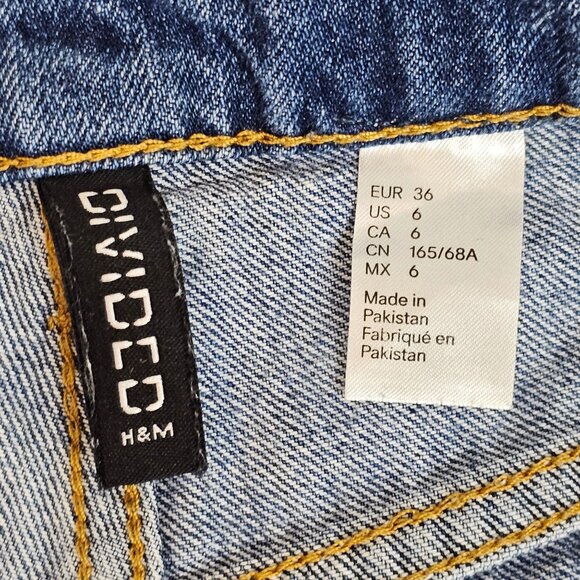 DIVIDED
H&M
EUR 36
US 6
CA 6
CN 165/68A
MX 6
Made in
Pakistan
Fabriqué en
Pakistan